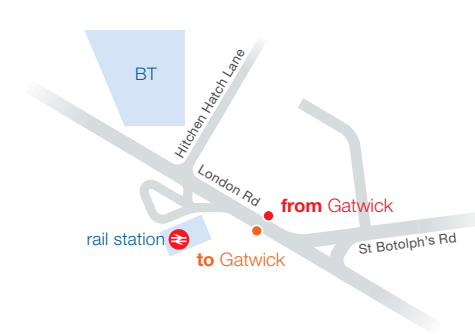 BT
Hitchen Hatch Lane
London Rd
from Gatwick
rail station
St Botolph's Rd
to Gatwick